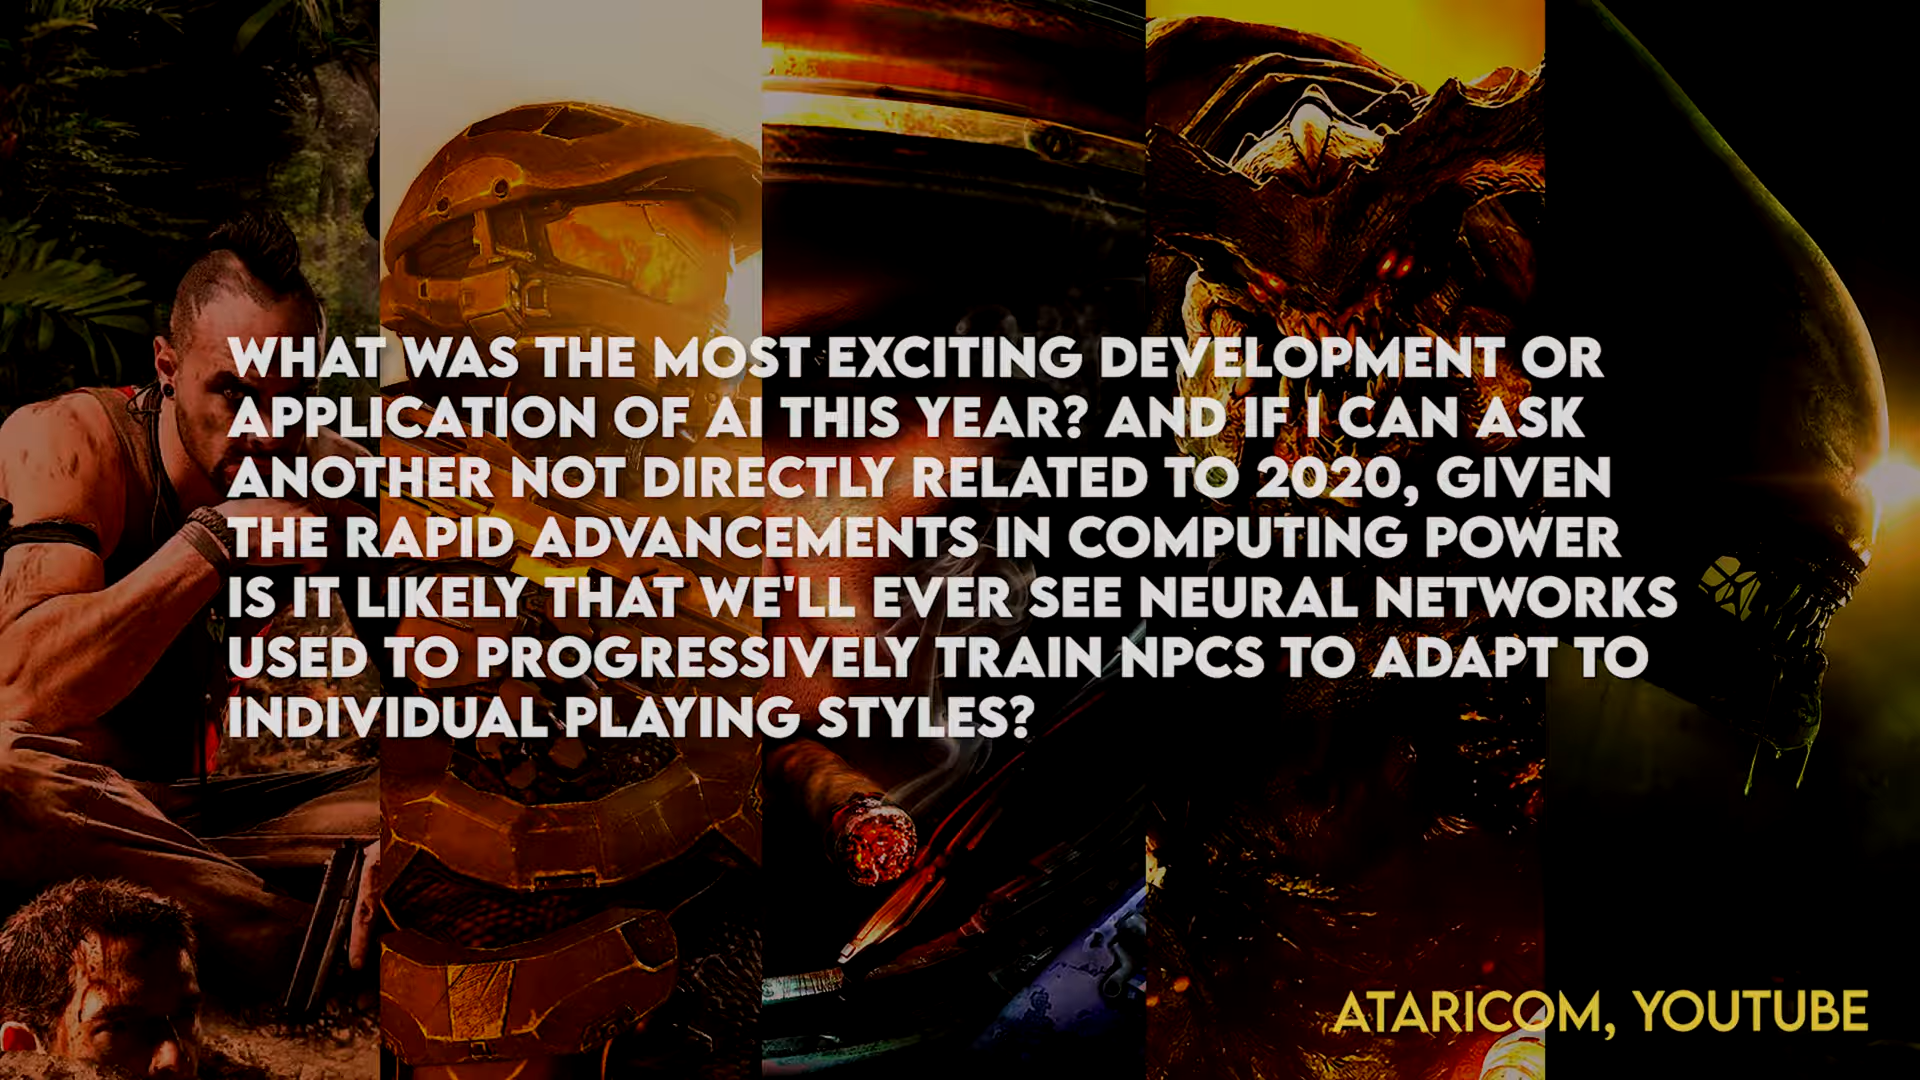 WHAT WAS THE MOST EXCITING DEVELOPMENT OR
APPLICATION OF AI THIS YEAR? AND IF I CAN ASK
ANOTHER NOT DIRECTLY RELATED TO 2020, GIVEN
THE RAPID ADVANCEMENTS IN COMPUTING POWER
IS IT LIKELY THAT WE'LL EVER SEE NEURAL NETWORKS
USED TO PROGRESSIVELY TRAIN NPCS TO ADAPT TO
INDIVIDUAL PLAYING STYLES?
ATARICOM, YOUTUBE